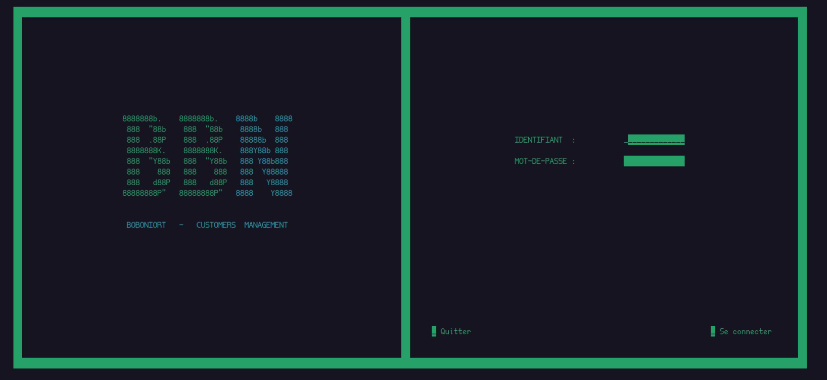 8888888b.    8888888b.    8888b    8888
 888  "88b    888  "88b    8888b   888
 888  .88P    888  .88P    88888b  888
 8888888K.    8888888K.    888Y88b 888
 888  "Y88b   888  "Y88b   888 Y88b888
 888    888   888    888   888  Y88888
 888   d88P   888   d88P   888   Y8888
88888888P"   88888888P"   8888    Y8888
BOBONIORT   -   CUSTOMERS  MANAGEMENT
IDENTIFIANT  :
MOT-DE-PASSE :
Quitter
Se connecter